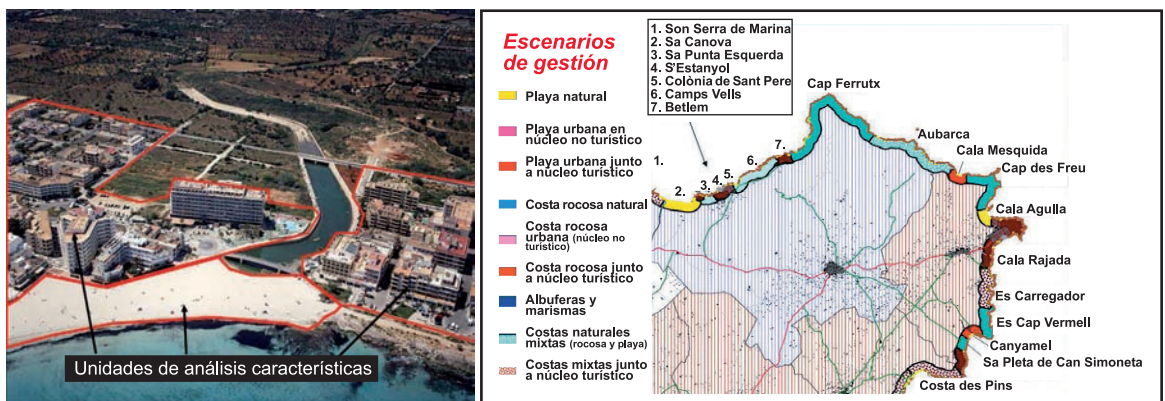 Unidades de análisis características
Escenarios
de gestión
Playa natural
Playa urbana en
núcleo no turístico
Playa urbana junto
a núcleo turístico
Costa rocosa natural
Costa rocosa
urbana (núcleo no
turístico)
Costa rocosa junto
a núcleo turístico
Albuferas y
marismas
Costas naturales
mixtas (rocosa y playa)
Costas mixtas junto
a núcleo turístico
1. Son Serra de Marina
2. Sa Canova
3. Sa Punta Esquerda
4. S'Estanyol
5. Colònia de Sant Pere
6. Camps Vells
7. Betlem
Cap Ferrutx
Aubarca
Cala Mesquida
Cap des Freu
1.
2.
3.
4.
5.
6.
7.
Cala Agulla
Cala Rajada
Es Carregador
Es Cap Vermell
Canyamel
Sa Pleta de Can Simoneta
Costa des Pins